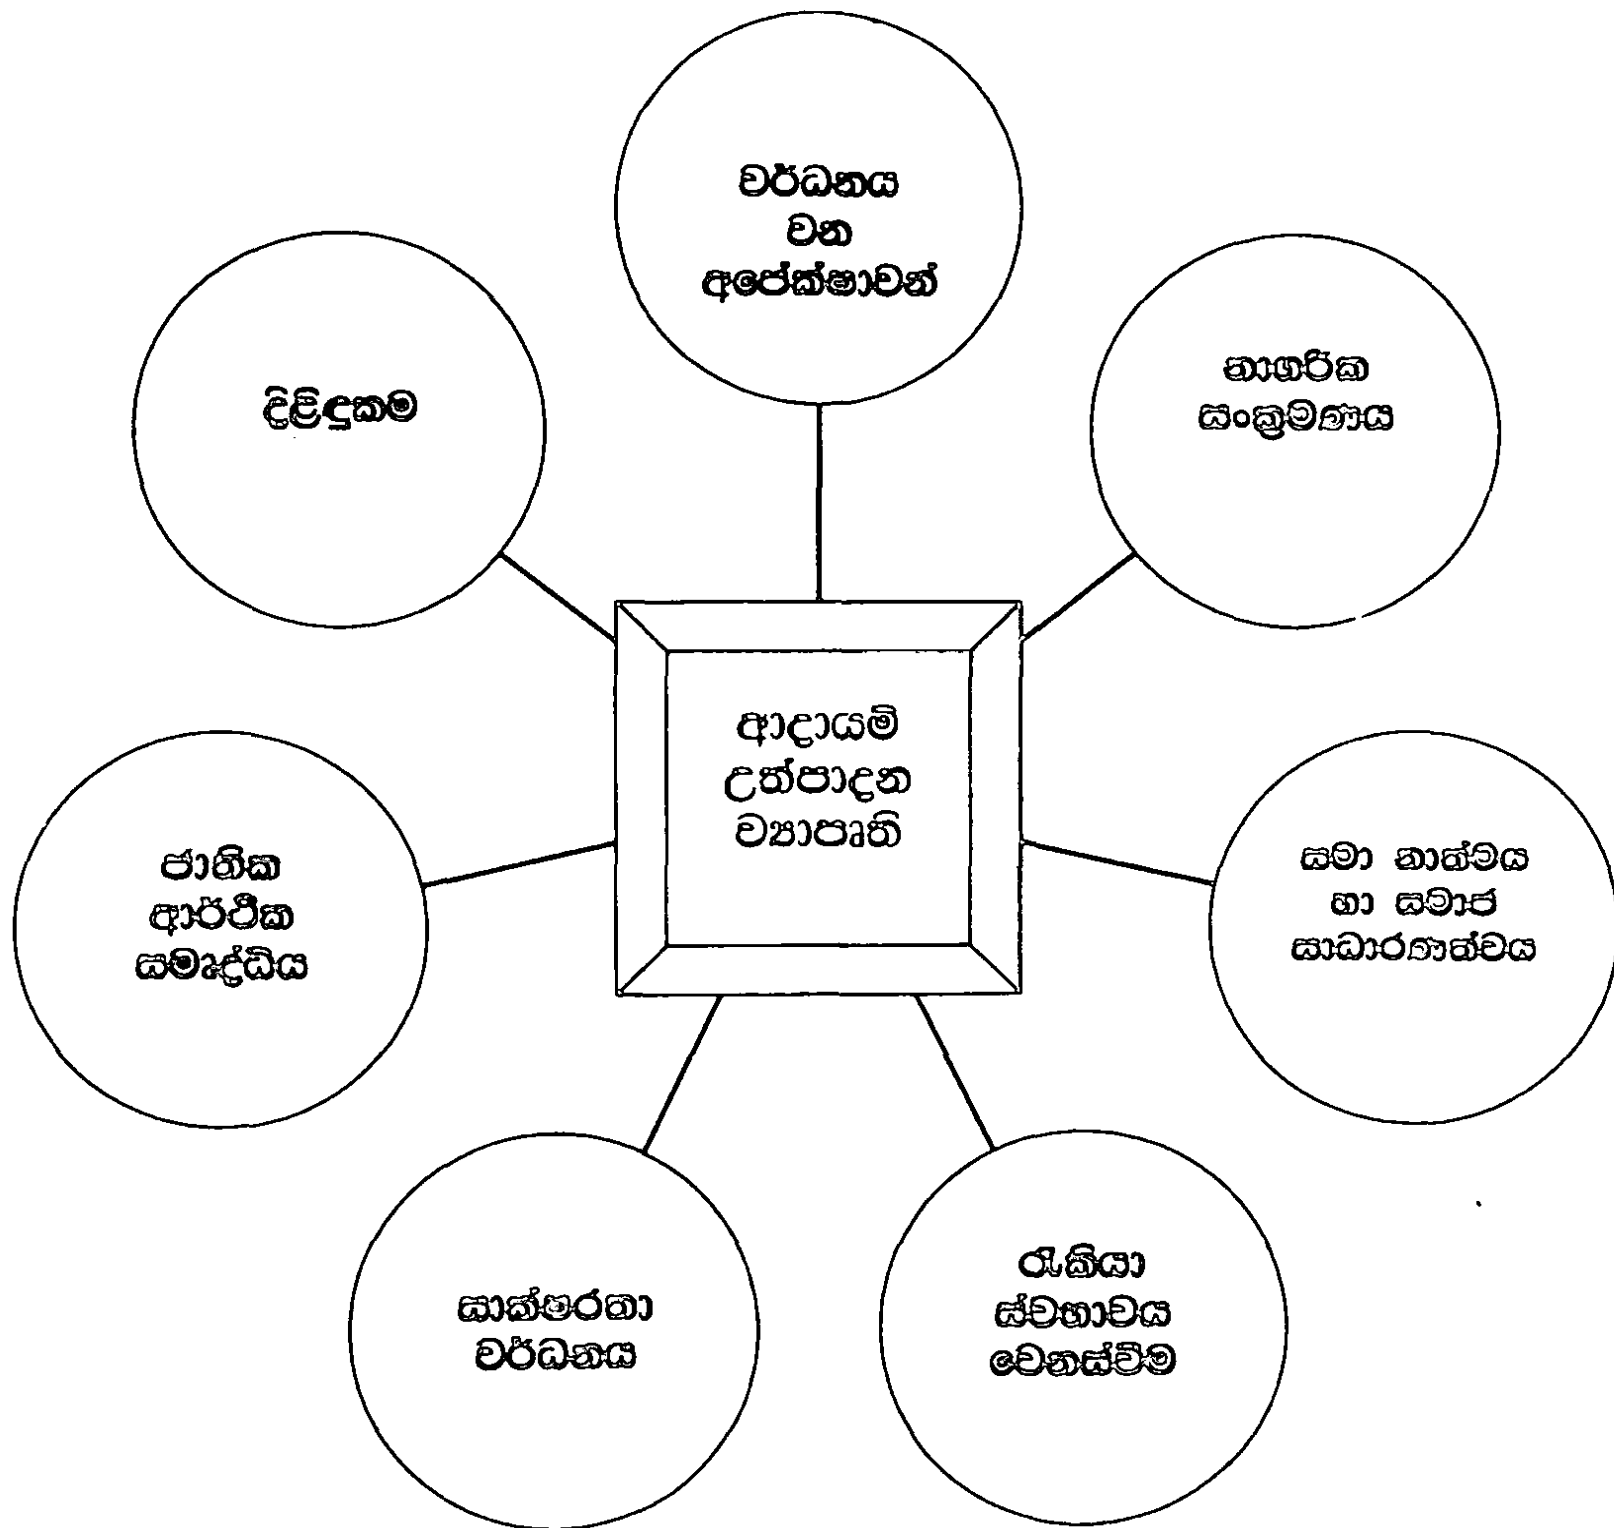 වර්ධනය
වන
අපේක්ෂාවන්
නාගරික
සංක්‍රමණය
දිළිඳුකම
ආදායම්
උත්පාදන
ව්‍යාපෘති
සමා නාත්මය
හා සමාජ
සාධාරණත්වය
ජාතික
ආර්ථික
සමෘද්ධිය
රැකියා
ස්වභාවය
වෙනස්වීම
සාක්ෂරතා
වර්ධනය